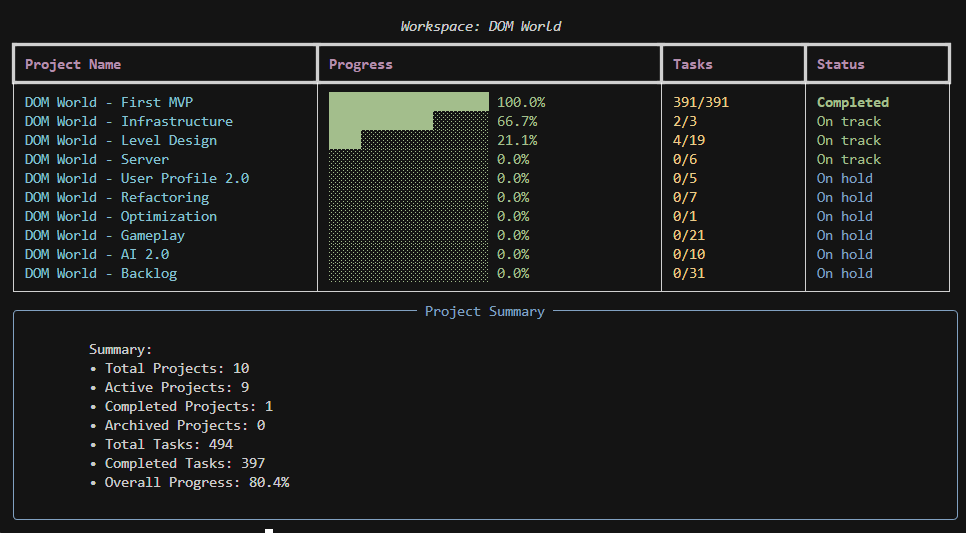 Workspace: DOM World
Project Name Progress Tasks Status
DOM World - First MVP 100.0% 391/391 Completed
DOM World - Infrastructure 66.7% 2/3 On track
DOM World - Level Design 21.1% 4/19 On track
DOM World - Server 0.0% 0/6 On track
DOM World - User Profile 2.0 0.0% 0/5 On hold
DOM World - Refactoring 0.0% 0/7 On hold
DOM World - Optimization 0.0% 0/1 On hold
DOM World - Gameplay 0.0% 0/21 On hold
DOM World - AI 2.0 0.0% 0/10 On hold
DOM World - Backlog 0.0% 0/31 On hold
Project Summary
Summary:
• Total Projects: 10
• Active Projects: 9
• Completed Projects: 1
• Archived Projects: 0
• Total Tasks: 494
• Completed Tasks: 397
• Overall Progress: 80.4%